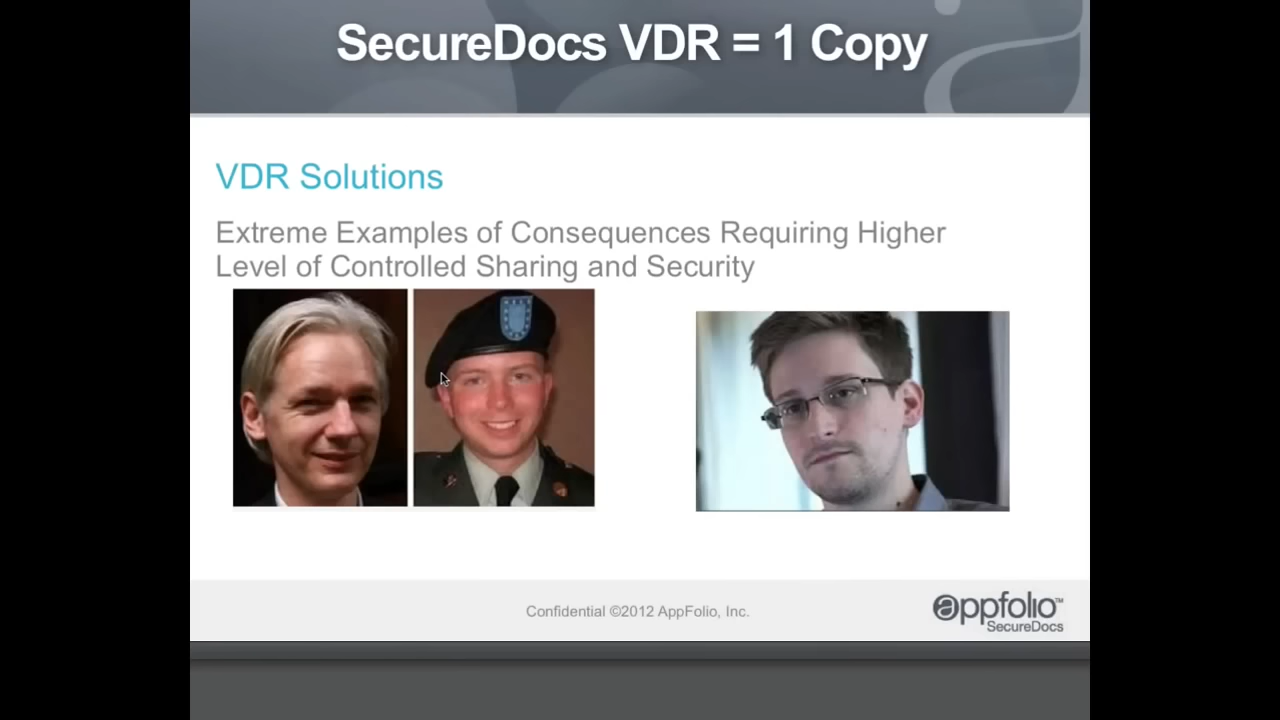 SecureDocs VDR = 1 Copy
VDR Solutions
Extreme Examples of Consequences Requiring Higher
Level of Controlled Sharing and Security
Confidential ©2012 AppFolio, Inc.
appfolio™
SecureDocs